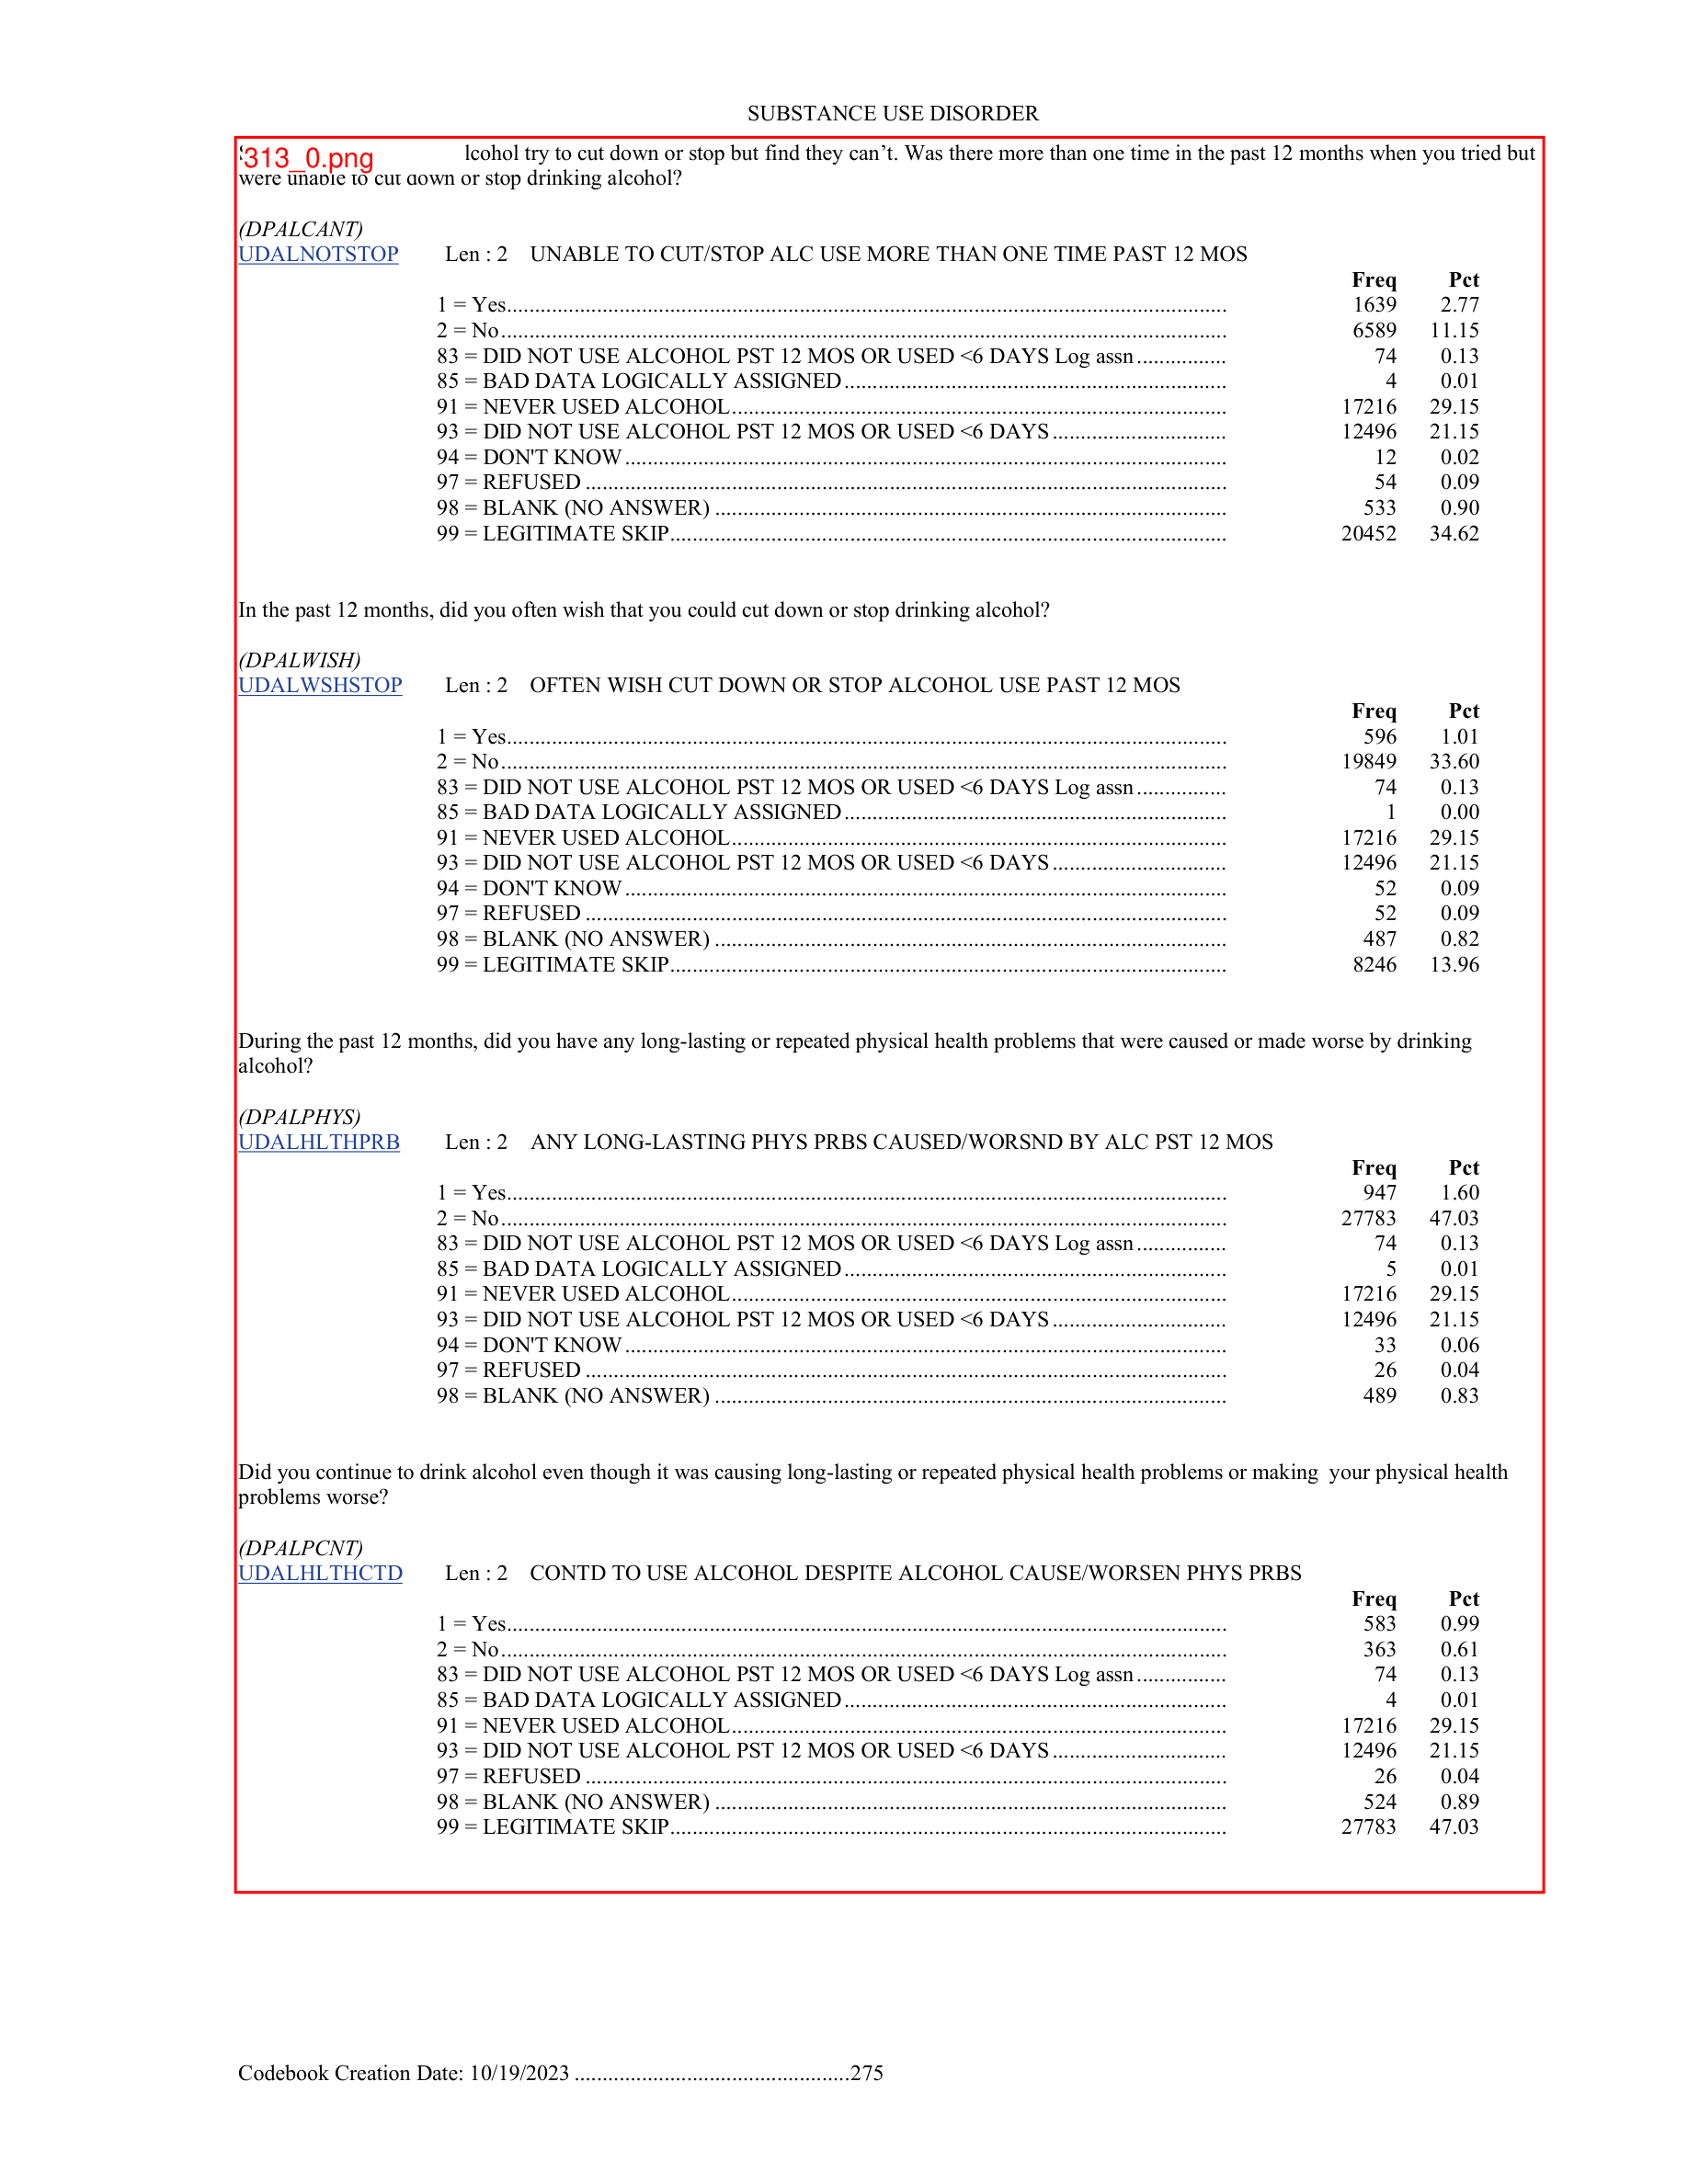 SUBSTANCE USE DISORDER
313_0.png lcohol try to cut down or stop but find they can’t. Was there more than one time in the past 12 months when you tried but
were unable to cut down or stop drinking alcohol?
(DPALCANT)
UDALNOTSTOP Len : 2 UNABLE TO CUT/STOP ALC USE MORE THAN ONE TIME PAST 12 MOS
Freq Pct
1 = Yes........ 1639 2.77
2 = No........ 6589 11.15
83 = DID NOT USE ALCOHOL PST 12 MOS OR USED <6 DAYS Log assn........ 74 0.13
85 = BAD DATA LOGICALLY ASSIGNED........ 4 0.01
91 = NEVER USED ALCOHOL........ 17216 29.15
93 = DID NOT USE ALCOHOL PST 12 MOS OR USED <6 DAYS........ 12496 21.15
94 = DON'T KNOW........ 12 0.02
97 = REFUSED........ 54 0.09
98 = BLANK (NO ANSWER)........ 533 0.90
99 = LEGITIMATE SKIP........ 20452 34.62
In the past 12 months, did you often wish that you could cut down or stop drinking alcohol?
(DPALWISH)
UDALWSHSTOP Len : 2 OFTEN WISH CUT DOWN OR STOP ALCOHOL USE PAST 12 MOS
Freq Pct
1 = Yes........ 596 1.01
2 = No........ 19849 33.60
83 = DID NOT USE ALCOHOL PST 12 MOS OR USED <6 DAYS Log assn........ 74 0.13
85 = BAD DATA LOGICALLY ASSIGNED........ 1 0.00
91 = NEVER USED ALCOHOL........ 17216 29.15
93 = DID NOT USE ALCOHOL PST 12 MOS OR USED <6 DAYS........ 12496 21.15
94 = DON'T KNOW........ 52 0.09
97 = REFUSED........ 52 0.09
98 = BLANK (NO ANSWER)........ 487 0.82
99 = LEGITIMATE SKIP........ 8246 13.96
During the past 12 months, did you have any long-lasting or repeated physical health problems that were caused or made worse by drinking
alcohol?
(DPALPHYS)
UDALHLTHPRB Len : 2 ANY LONG-LASTING PHYS PRBS CAUSED/WORSND BY ALC PST 12 MOS
Freq Pct
1 = Yes........ 947 1.60
2 = No........ 27783 47.03
83 = DID NOT USE ALCOHOL PST 12 MOS OR USED <6 DAYS Log assn........ 74 0.13
85 = BAD DATA LOGICALLY ASSIGNED........ 5 0.01
91 = NEVER USED ALCOHOL........ 17216 29.15
93 = DID NOT USE ALCOHOL PST 12 MOS OR USED <6 DAYS........ 12496 21.15
94 = DON'T KNOW........ 33 0.06
97 = REFUSED........ 26 0.04
98 = BLANK (NO ANSWER)........ 489 0.83
Did you continue to drink alcohol even though it was causing long-lasting or repeated physical health problems or making your physical health
problems worse?
(DPALPCNT)
UDALHLTHCTD Len : 2 CONTD TO USE ALCOHOL DESPITE ALCOHOL CAUSE/WORSEN PHYS PRBS
Freq Pct
1 = Yes........ 583 0.99
2 = No........ 363 0.61
83 = DID NOT USE ALCOHOL PST 12 MOS OR USED <6 DAYS Log assn........ 74 0.13
85 = BAD DATA LOGICALLY ASSIGNED........ 4 0.01
91 = NEVER USED ALCOHOL........ 17216 29.15
93 = DID NOT USE ALCOHOL PST 12 MOS OR USED <6 DAYS........ 12496 21.15
97 = REFUSED........ 26 0.04
98 = BLANK (NO ANSWER)........ 524 0.89
99 = LEGITIMATE SKIP........ 27783 47.03
Codebook Creation Date: 10/19/2023 ........275